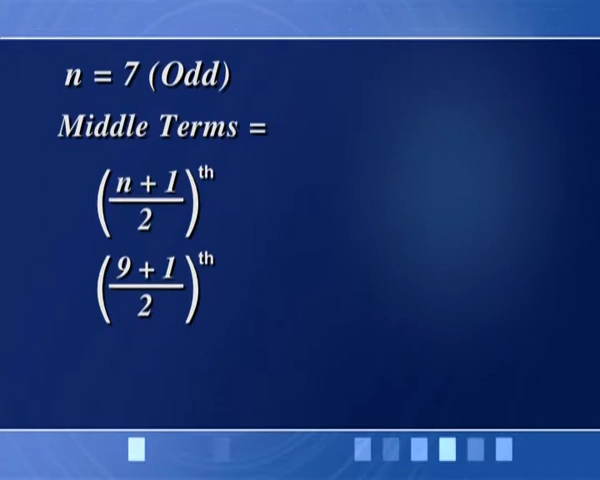 n = 7 (Odd)
Middle Terms =
(n + 1 / 2)th
(9 + 1 / 2)th